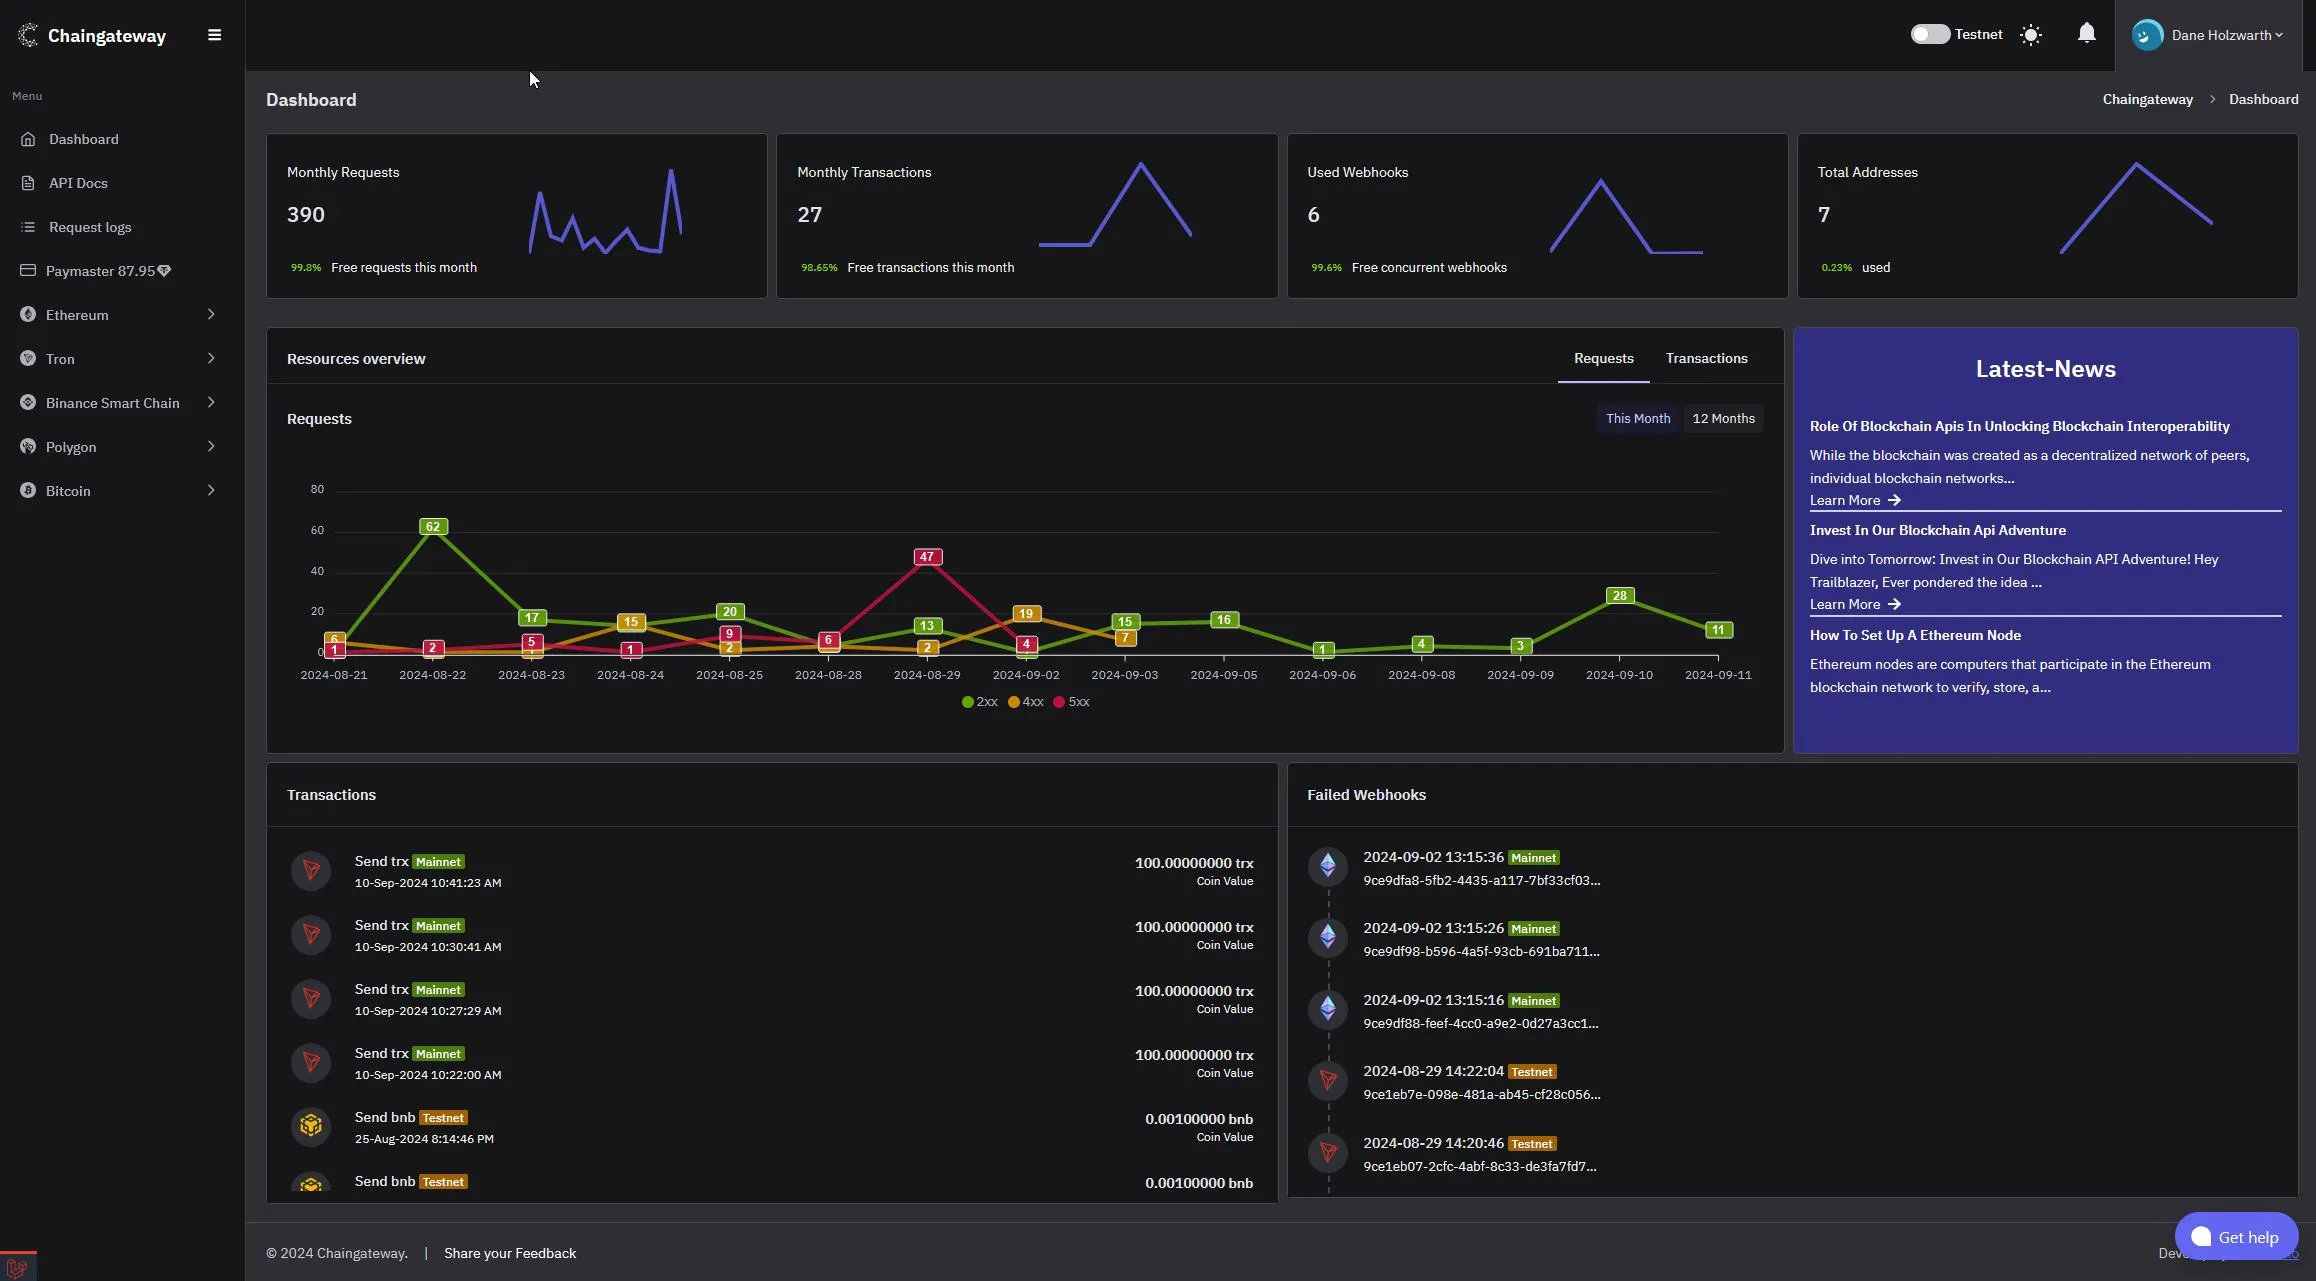 Chaingateway
Testnet
Dane Holzwarth
Menu
Dashboard
API Docs
Request logs
Paymaster 87.95
Ethereum
Tron
Binance Smart Chain
Polygon
Bitcoin
Dashboard
Chaingateway > Dashboard
Monthly Requests
390
99.8% Free requests this month
Monthly Transactions
27
98.65% Free transactions this month
Used Webhooks
6
99.6% Free concurrent webhooks
Total Addresses
7
0.23% used
Resources overview
Requests Transactions
Requests
This Month 12 Months
80
60
40
20
0
62
17
15
20
6
13
19
47
9
5
2
1
1
6
1
2
2
4
15
7
16
1
4
3
28
11
2024-08-21 2024-08-22 2024-08-23 2024-08-24 2024-08-25 2024-08-28 2024-08-29 2024-09-02 2024-09-03 2024-09-05 2024-09-06 2024-09-08 2024-09-09 2024-09-10 2024-09-11
2xx 4xx 5xx
Latest-News
Role Of Blockchain Apis In Unlocking Blockchain Interoperability
While the blockchain was created as a decentralized network of peers,
individual blockchain networks...
Learn More
Invest In Our Blockchain Api Adventure
Dive into Tomorrow: Invest in Our Blockchain API Adventure! Hey
Trailblazer, Ever pondered the idea ...
Learn More
How To Set Up A Ethereum Node
Ethereum nodes are computers that participate in the Ethereum
blockchain network to verify, store, a...
Transactions
Send trx Mainnet
10-Sep-2024 10:41:23 AM
100.00000000 trx
Coin Value
Send trx Mainnet
10-Sep-2024 10:30:41 AM
100.00000000 trx
Coin Value
Send trx Mainnet
10-Sep-2024 10:27:29 AM
100.00000000 trx
Coin Value
Send trx Mainnet
10-Sep-2024 10:22:00 AM
100.00000000 trx
Coin Value
Send bnb Testnet
25-Aug-2024 8:14:46 PM
0.00100000 bnb
Coin Value
Send bnb Testnet
0.00100000 bnb
Failed Webhooks
2024-09-02 13:15:36 Mainnet
9ce9dfa8-5fb2-4435-a117-7bf33cf03...
2024-09-02 13:15:26 Mainnet
9ce9df98-b596-4a5f-93cb-691ba711...
2024-09-02 13:15:16 Mainnet
9ce9df88-feef-4cc0-a9e2-0d27a3cc1...
2024-08-29 14:22:04 Testnet
9ce1eb7e-098e-481a-ab45-cf28c056...
2024-08-29 14:20:46 Testnet
9ce1eb07-2cfc-4abf-8c33-de3fa7fd7...
© 2024 Chaingateway. | Share your Feedback
Get help